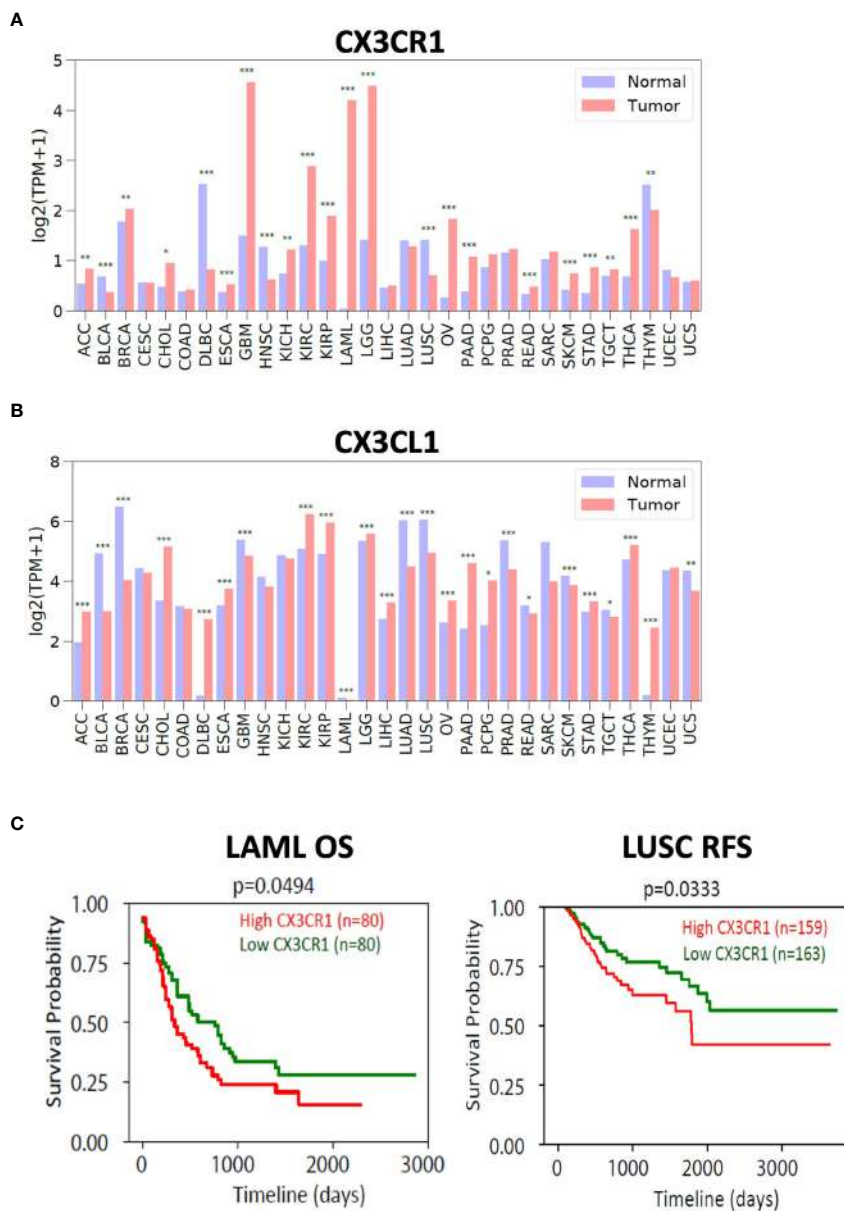 A
CX3CR1
5
4
3
2
1
0
log2(TPM+1)
Normal
Tumor
** *** ** * *** *** *** *** ** *** *** *** *** *** *** *** *** *** *** ** *** **
ACC BLCA BRCA CESC CHOL COAD DLBC ESCA GBM HNSC KICH KIRC KIRP LAML LGG LIHC LUAD LUSC OV PAAD PCPG PRAD READ SARC SKCM STAD TGCT THCA THYM UCEC UCS
B
CX3CL1
8
6
4
2
0
log2(TPM+1)
Normal
Tumor
*** *** *** *** *** *** *** *** *** *** *** *** *** *** *** *** * *** * *** *** * *** *** **
ACC BLCA BRCA CESC CHOL COAD DLBC ESCA GBM HNSC KICH KIRC KIRP LAML LGG LIHC LUAD LUSC OV PAAD PCPG PRAD READ SARC SKCM STAD TGCT THCA THYM UCEC UCS
C
LAML OS
p=0.0494
High CX3CR1 (n=80)
Low CX3CR1 (n=80)
1.00
0.75
0.50
0.25
0.00
Survival Probability
0 1000 2000 3000
Timeline (days)
LUSC RFS
p=0.0333
High CX3CR1 (n=159)
Low CX3CR1 (n=163)
1.00
0.75
0.50
0.25
0.00
Survival Probability
0 1000 2000 3000
Timeline (days)